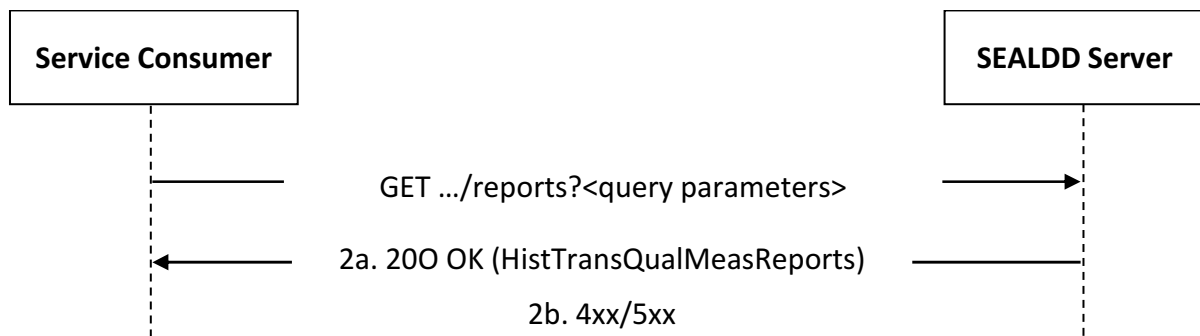 Service Consumer
SEALDD Server
GET .../reports?<query parameters>
2a. 20O OK (HistTransQualMeasReports)
2b. 4xx/5xx